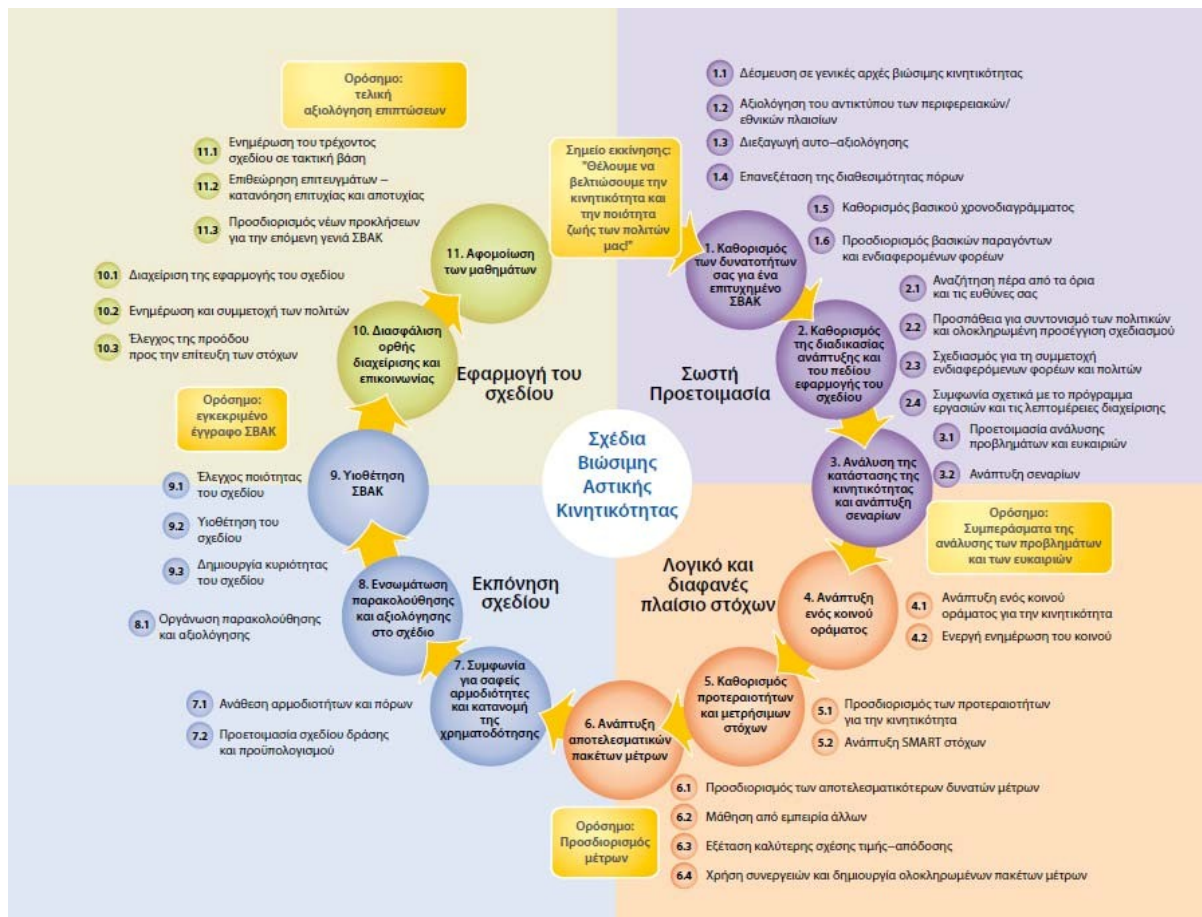 Ορόσημο:
τελική
αξιολόγηση επιπτώσεων
11.1 Ενημέρωση του τρέχοντος
σχεδίου σε τακτική βάση
11.2 Επιθεώρηση επιτευγμάτων –
κατανόηση επιτυχίας και αποτυχίας
11.3 Προσδιορισμός νέων προκλήσεων
για την επόμενη γενιά ΣΒΑΚ
11. Αφομοίωση
των μαθημάτων
10.1 Διαχείριση της εφαρμογής του σχεδίου
10.2 Ενημέρωση και συμμετοχή των πολιτών
10.3 Έλεγχος της προόδου
προς την επίτευξη των στόχων
10. Διασφάλιση
ορθής
διαχείρισης και
επικοινωνίας
Εφαρμογή του
σχεδίου
Σημείο εκκίνησης:
"Θέλουμε να
βελτιώσουμε την
κινητικότητα και
την ποιότητα
ζωής των πολιτών
μας!"
1.1 Δέσμευση σε γενικές αρχές βιώσιμης κινητικότητας
1.2 Αξιολόγηση του αντικτύπου των περιφερειακών/
εθνικών πλαισίων
1.3 Διεξαγωγή αυτο–αξιολόγησης
1.4 Επανεξέταση της διαθεσιμότητας πόρων
1.5 Καθορισμός βασικού χρονοδιαγράμματος
1.6 Προσδιορισμός βασικών παραγόντων
και ενδιαφερομένων φορέων
1. Καθορισμός
των δυνατοτήτων
σας για ένα
επιτυχημένο
ΣΒΑΚ
2.1 Αναζήτηση πέρα από τα όρια
και τις ευθύνες σας
2.2 Προσπάθεια για συντονισμό των πολιτικών
και ολοκληρωμένη προσέγγιση σχεδιασμού
2.3 Σχεδιασμός για τη συμμετοχή
ενδιαφερόμενων φορέων και πολιτών
2.4 Συμφωνία σχετικά με το πρόγραμμα
εργασιών και τις λεπτομέρειες διαχείρισης
2. Καθορισμός
της διαδικασίας
ανάπτυξης και
του πεδίου
εφαρμογής του
σχεδίου
Σωστή
Προετοιμασία
3.1 Προετοιμασία ανάλυσης
προβλημάτων και ευκαιριών
3.2 Ανάπτυξη σεναρίων
3. Ανάλυση της
κατάστασης της
κινητικότητας
και ανάπτυξη
σεναρίων
Ορόσημο:
Συμπεράσματα της
ανάλυσης των προβλημάτων
και των ευκαιριών
Σχέδια
Βιώσιμης
Αστικής
Κινητικότητας
Λογικό και
διαφανές
πλαίσιο στόχων
4. Ανάπτυξη
ενός κοινού
οράματος
4.1 Ανάπτυξη ενός κοινού
οράματος για την κινητικότητα
4.2 Ενεργή ενημέρωση του κοινού
5. Καθορισμός
προτεραιοτήτων
και μετρήσιμων
στόχων
5.1 Προσδιορισμός των προτεραιοτήτων
για την κινητικότητα
5.2 Ανάπτυξη SMART στόχων
6. Ανάπτυξη
αποτελεσματικών
πακέτων μέτρων
6.1 Προσδιορισμός των αποτελεσματικότερων δυνατών μέτρων
6.2 Μάθηση από εμπειρία άλλων
6.3 Εξέταση καλύτερης σχέσης τιμής–απόδοσης
6.4 Χρήση συνεργειών και δημιουργία ολοκληρωμένων πακέτων μέτρων
Ορόσημο:
Προσδιορισμός
μέτρων
Εκπόνηση
σχεδίου
7. Συμφωνία
για σαφείς
αρμοδιότητες
και κατανομή
της
χρηματοδότησης
7.1 Ανάθεση αρμοδιοτήτων και πόρων
7.2 Προετοιμασία σχεδίου δράσης
και προϋπολογισμού
8. Ενσωμάτωση
παρακολούθησης
και αξιολόγησης
στο σχέδιο
8.1 Οργάνωση παρακολούθησης
και αξιολόγησης
9. Υιοθέτηση
ΣΒΑΚ
9.1 Έλεγχος ποιότητας
του σχεδίου
9.2 Υιοθέτηση του
σχεδίου
9.3 Δημιουργία κυριότητας
του σχεδίου
Ορόσημο:
εγκεκριμένο
έγγραφο ΣΒΑΚ